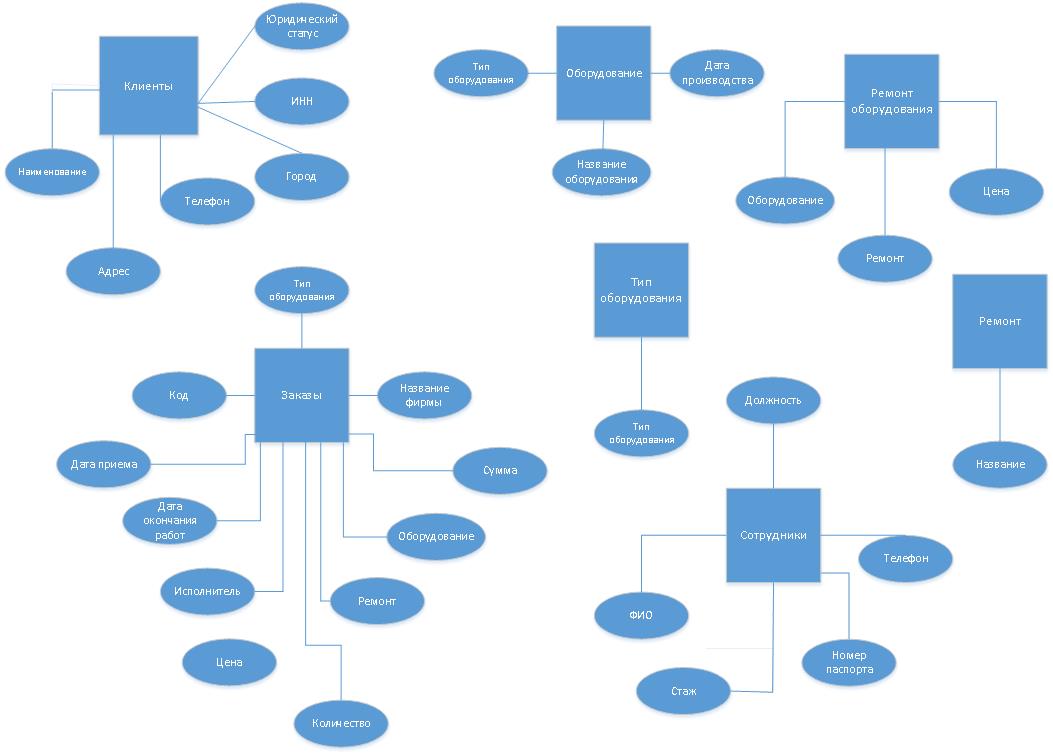 Юридический
статус
Клиенты
ИНН
Наименование
Город
Телефон
Адрес
Тип
оборудования
Оборудование
Дата
производства
Название
оборудования
Ремонт
оборудования
Оборудование
Цена
Ремонт
Тип
оборудования
Тип
оборудования
Ремонт
Название
Тип
оборудования
Код
Заказы
Название
фирмы
Дата приема
Сумма
Дата
окончания
работ
Оборудование
Исполнитель
Ремонт
Цена
Количество
Должность
Сотрудники
Телефон
ФИО
Номер
паспорта
Стаж